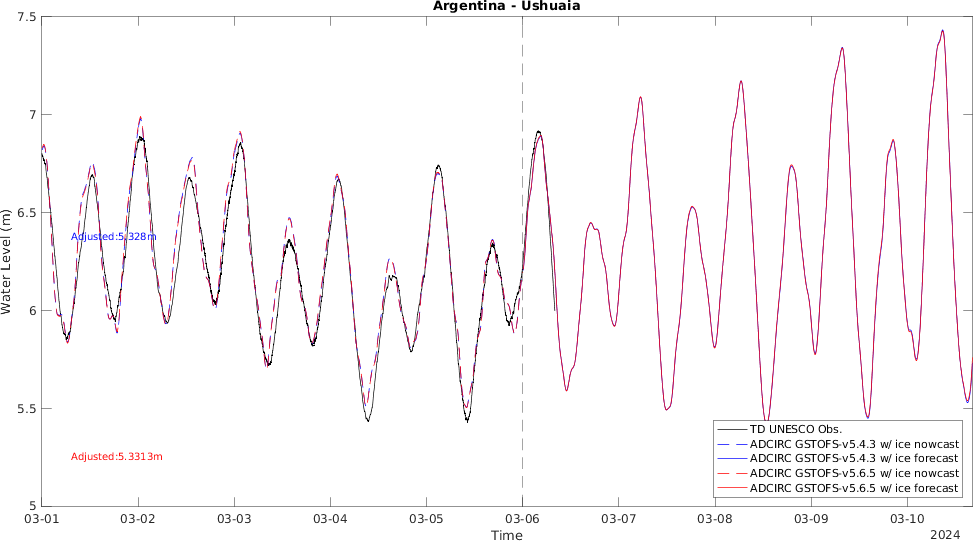 Argentina - Ushuaia
7.5
7
6.5
6
5.5
5
Water Level (m)
Adjusted:5.328m
Adjusted:5.3313m
TD UNESCO Obs.
ADCIRC GSTOFS-v5.4.3 w/ ice nowcast
ADCIRC GSTOFS-v5.4.3 w/ ice forecast
ADCIRC GSTOFS-v5.6.5 w/ ice nowcast
ADCIRC GSTOFS-v5.6.5 w/ ice forecast
03-01 03-02 03-03 03-04 03-05 03-06 03-07 03-08 03-09 03-10
Time
2024